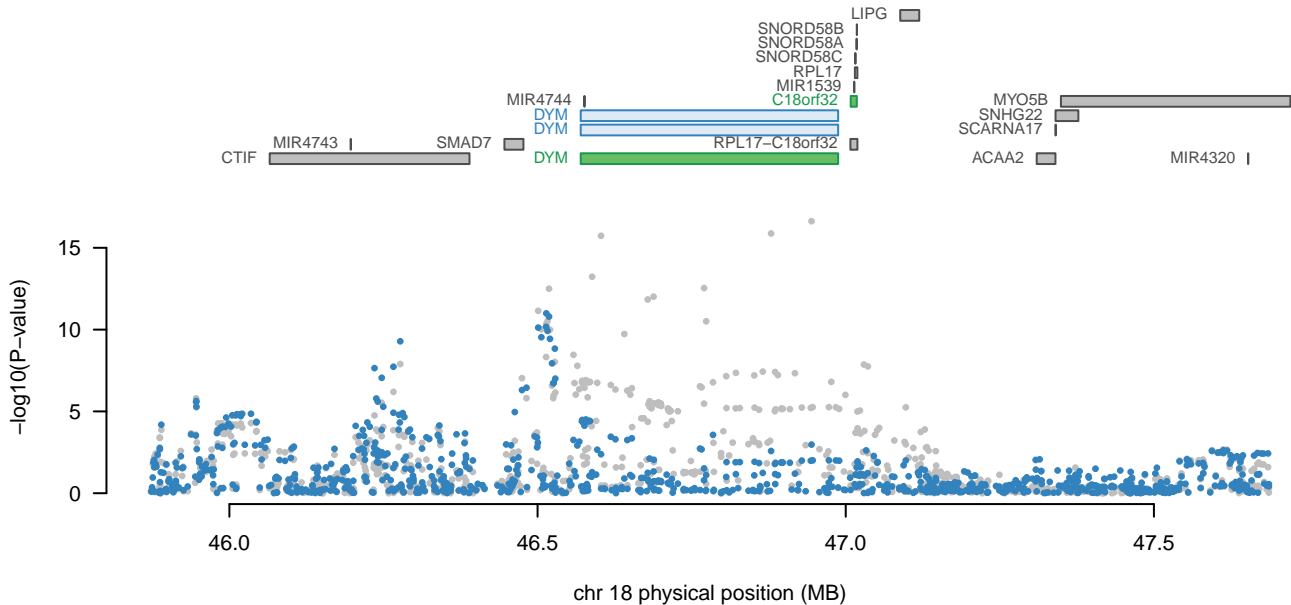 LIPG
SNORD58B
SNORD58A
SNORD58C
RPL17
MIR1539
MIR4744 C18orf32 MYO5B
DYM SNHG22
DYM SCARNA17
MIR4743 SMAD7 RPL17−C18orf32
CTIF DYM ACAA2 MIR4320
15
10
5
0
−log10(P−value)
46.0 46.5 47.0 47.5
chr 18 physical position (MB)